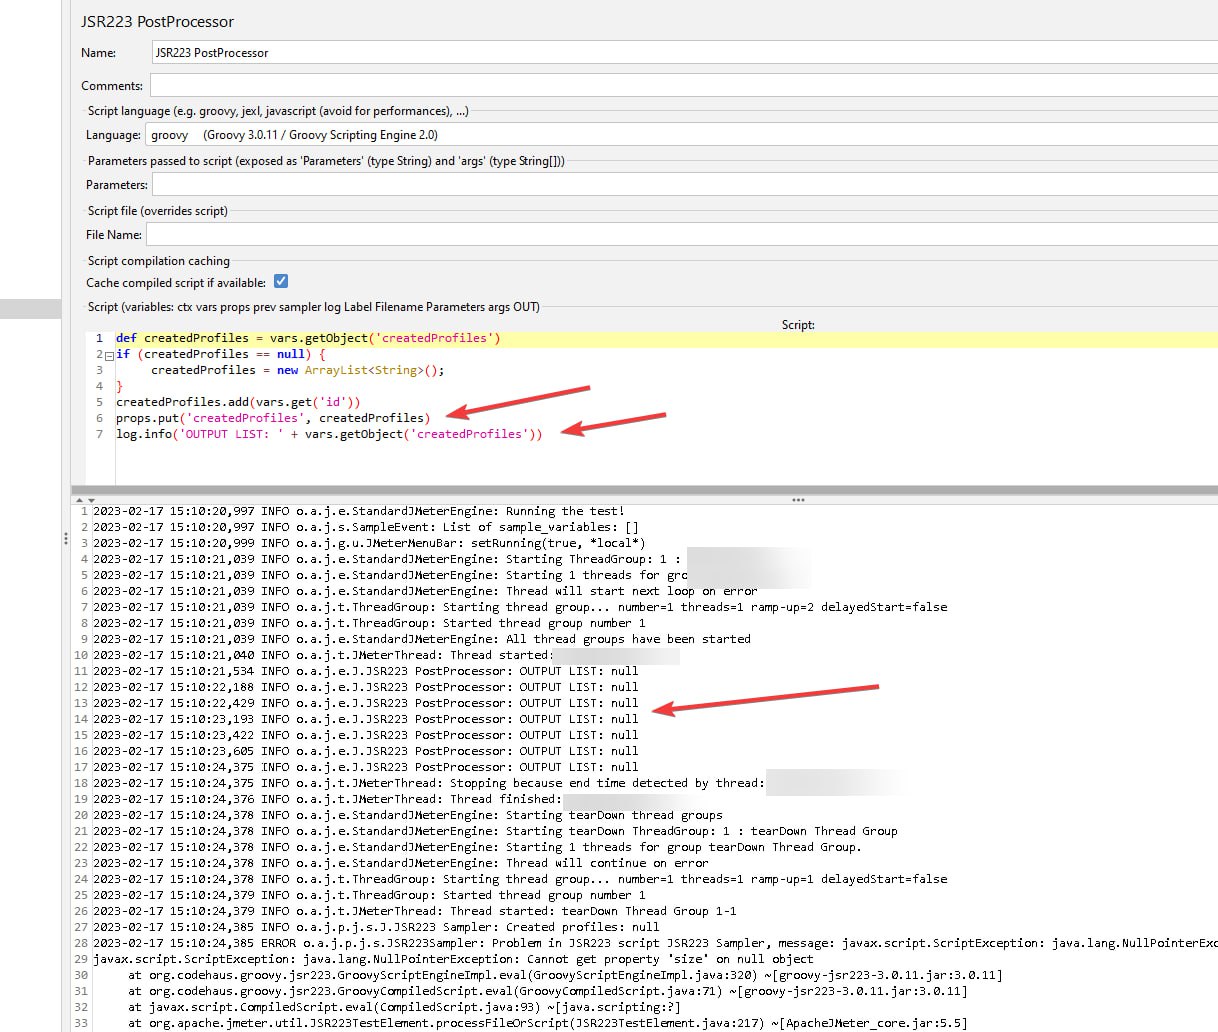 JSR223 PostProcessor
Name: JSR223 PostProcessor
Comments:
Script language (e.g. groovy, jexl, javascript (avoid for performances), ...)
Language: groovy (Groovy 3.0.11 / Groovy Scripting Engine 2.0)
Parameters passed to script (exposed as 'Parameters' (type String) and 'args' (type String[]))
Parameters:
Script file (overrides script)
File Name:
Script compilation caching
Cache compiled script if available:
Script (variables: ctx vars props prev sampler log Label Filename Parameters args OUT)
Script:
1 def createdProfiles = vars.getObject('createdProfiles')
2 if (createdProfiles == null) {
3 createdProfiles = new ArrayList<String>();
4 }
5 createdProfiles.add(vars.get('id'))
6 props.put('createdProfiles', createdProfiles)
7 log.info('OUTPUT LIST: ' + vars.getObject('createdProfiles'))
1 2023-02-17 15:10:20,997 INFO o.a.j.e.StandardJMeterEngine: Running the test!
2 2023-02-17 15:10:20,997 INFO o.a.j.s.SampleEvent: List of sample_variables: []
3 2023-02-17 15:10:20,999 INFO o.a.j.g.u.JMeterMenuBar: setRunning(true, *local*)
4 2023-02-17 15:10:21,039 INFO o.a.j.e.StandardJMeterEngine: Starting ThreadGroup: 1 :
5 2023-02-17 15:10:21,039 INFO o.a.j.e.StandardJMeterEngine: Starting 1 threads for gro
6 2023-02-17 15:10:21,039 INFO o.a.j.e.StandardJMeterEngine: Thread will start next loop on error
7 2023-02-17 15:10:21,039 INFO o.a.j.t.ThreadGroup: Starting thread group... number=1 threads=1 ramp-up=2 delayedStart=false
8 2023-02-17 15:10:21,039 INFO o.a.j.t.ThreadGroup: Started thread group number 1
9 2023-02-17 15:10:21,039 INFO o.a.j.e.StandardJMeterEngine: All thread groups have been started
10 2023-02-17 15:10:21,040 INFO o.a.j.t.JMeterThread: Thread started:
11 2023-02-17 15:10:21,534 INFO o.a.j.e.J.JSR223 PostProcessor: OUTPUT LIST: null
12 2023-02-17 15:10:22,188 INFO o.a.j.e.J.JSR223 PostProcessor: OUTPUT LIST: null
13 2023-02-17 15:10:22,429 INFO o.a.j.e.J.JSR223 PostProcessor: OUTPUT LIST: null
14 2023-02-17 15:10:23,193 INFO o.a.j.e.J.JSR223 PostProcessor: OUTPUT LIST: null
15 2023-02-17 15:10:23,422 INFO o.a.j.e.J.JSR223 PostProcessor: OUTPUT LIST: null
16 2023-02-17 15:10:23,605 INFO o.a.j.e.J.JSR223 PostProcessor: OUTPUT LIST: null
17 2023-02-17 15:10:24,375 INFO o.a.j.e.J.JSR223 PostProcessor: OUTPUT LIST: null
18 2023-02-17 15:10:24,375 INFO o.a.j.t.JMeterThread: Stopping because end time detected by thread:
19 2023-02-17 15:10:24,376 INFO o.a.j.t.JMeterThread: Thread finished:
20 2023-02-17 15:10:24,378 INFO o.a.j.e.StandardJMeterEngine: Starting tearDown thread groups
21 2023-02-17 15:10:24,378 INFO o.a.j.e.StandardJMeterEngine: Starting tearDown ThreadGroup: 1 : tearDown Thread Group
22 2023-02-17 15:10:24,378 INFO o.a.j.e.StandardJMeterEngine: Starting 1 threads for group tearDown Thread Group.
23 2023-02-17 15:10:24,378 INFO o.a.j.e.StandardJMeterEngine: Thread will continue on error
24 2023-02-17 15:10:24,378 INFO o.a.j.t.ThreadGroup: Starting thread group... number=1 threads=1 ramp-up=1 delayedStart=false
25 2023-02-17 15:10:24,379 INFO o.a.j.t.ThreadGroup: Started thread group number 1
26 2023-02-17 15:10:24,379 INFO o.a.j.t.JMeterThread: Thread started: tearDown Thread Group 1-1
27 2023-02-17 15:10:24,385 INFO o.a.j.p.j.s.J.JSR223 Sampler: Created profiles: null
28 2023-02-17 15:10:24,385 ERROR o.a.j.p.j.s.JSR223Sampler: Problem in JSR223 script JSR223 Sampler, message: javax.script.ScriptException: java.lang.NullPointerExc
29 javax.script.ScriptException: java.lang.NullPointerException: Cannot get property 'size' on null object
30 at org.codehaus.groovy.jsr223.GroovyScriptEngineImpl.eval(GroovyScriptEngineImpl.java:320) ~[groovy-jsr223-3.0.11.jar:3.0.11]
31 at org.codehaus.groovy.jsr223.GroovyCompiledScript.eval(GroovyCompiledScript.java:71) ~[groovy-jsr223-3.0.11.jar:3.0.11]
32 at javax.script.CompiledScript.eval(CompiledScript.java:93) ~[java.scripting:?]
33 at org.apache.jmeter.util.JSR223TestElement.processFileOrScript(JSR223TestElement.java:217) ~[ApacheJMeter_core.jar:5.5]